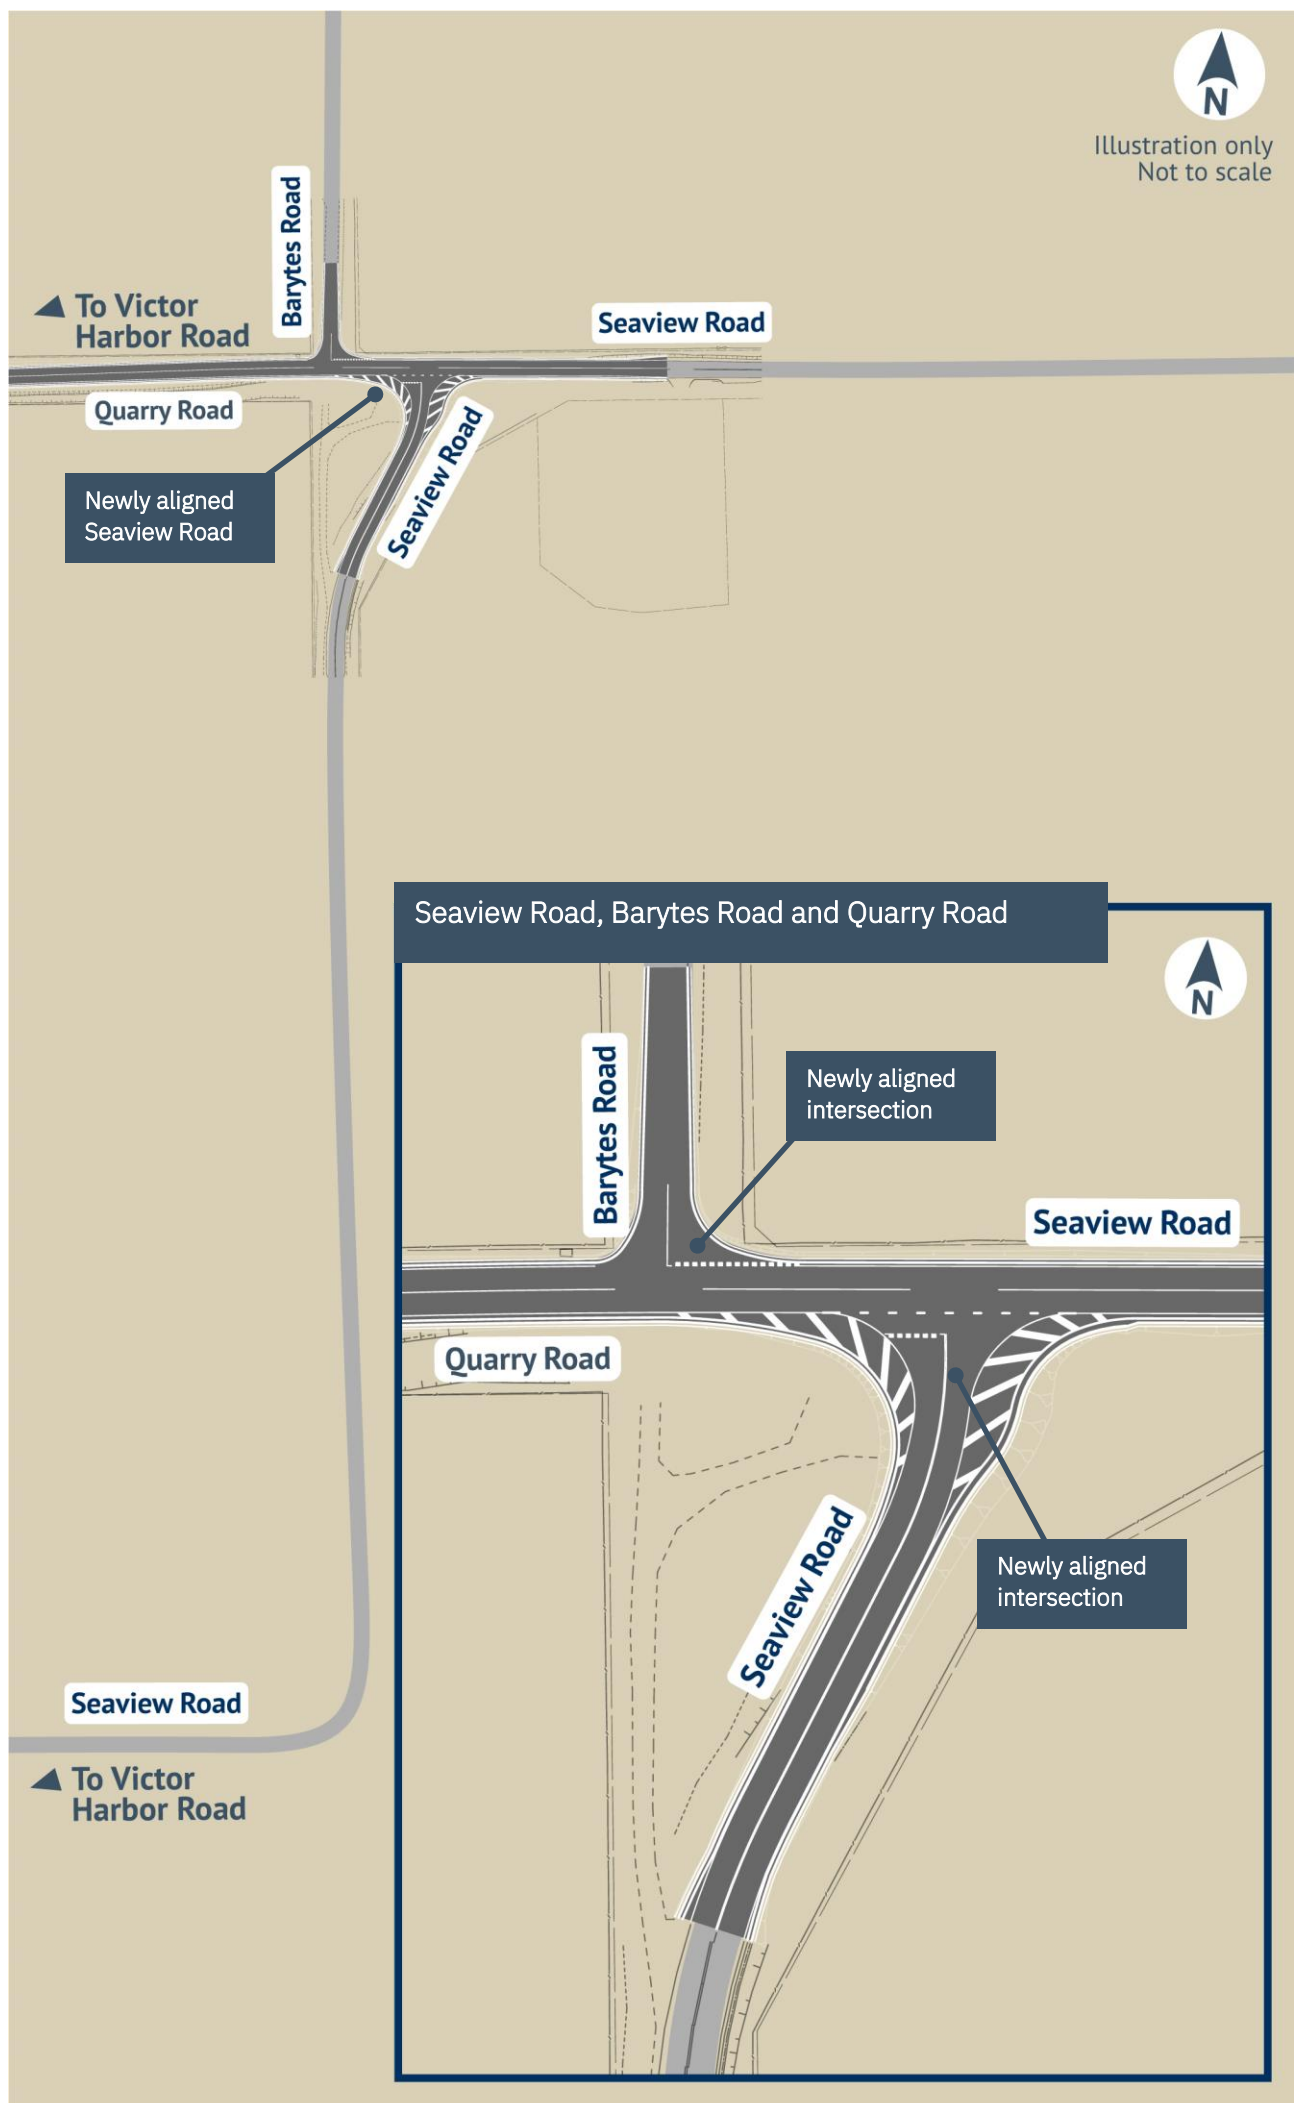 N
Illustration only
Not to scale
Barytes Road
To Victor
Harbor Road
Seaview Road
Quarry Road
Seaview Road
Newly aligned
Seaview Road
Seaview Road, Barytes Road and Quarry Road
N
Barytes Road
Newly aligned
intersection
Seaview Road
Quarry Road
Seaview Road
Newly aligned
intersection
Seaview Road
To Victor
Harbor Road